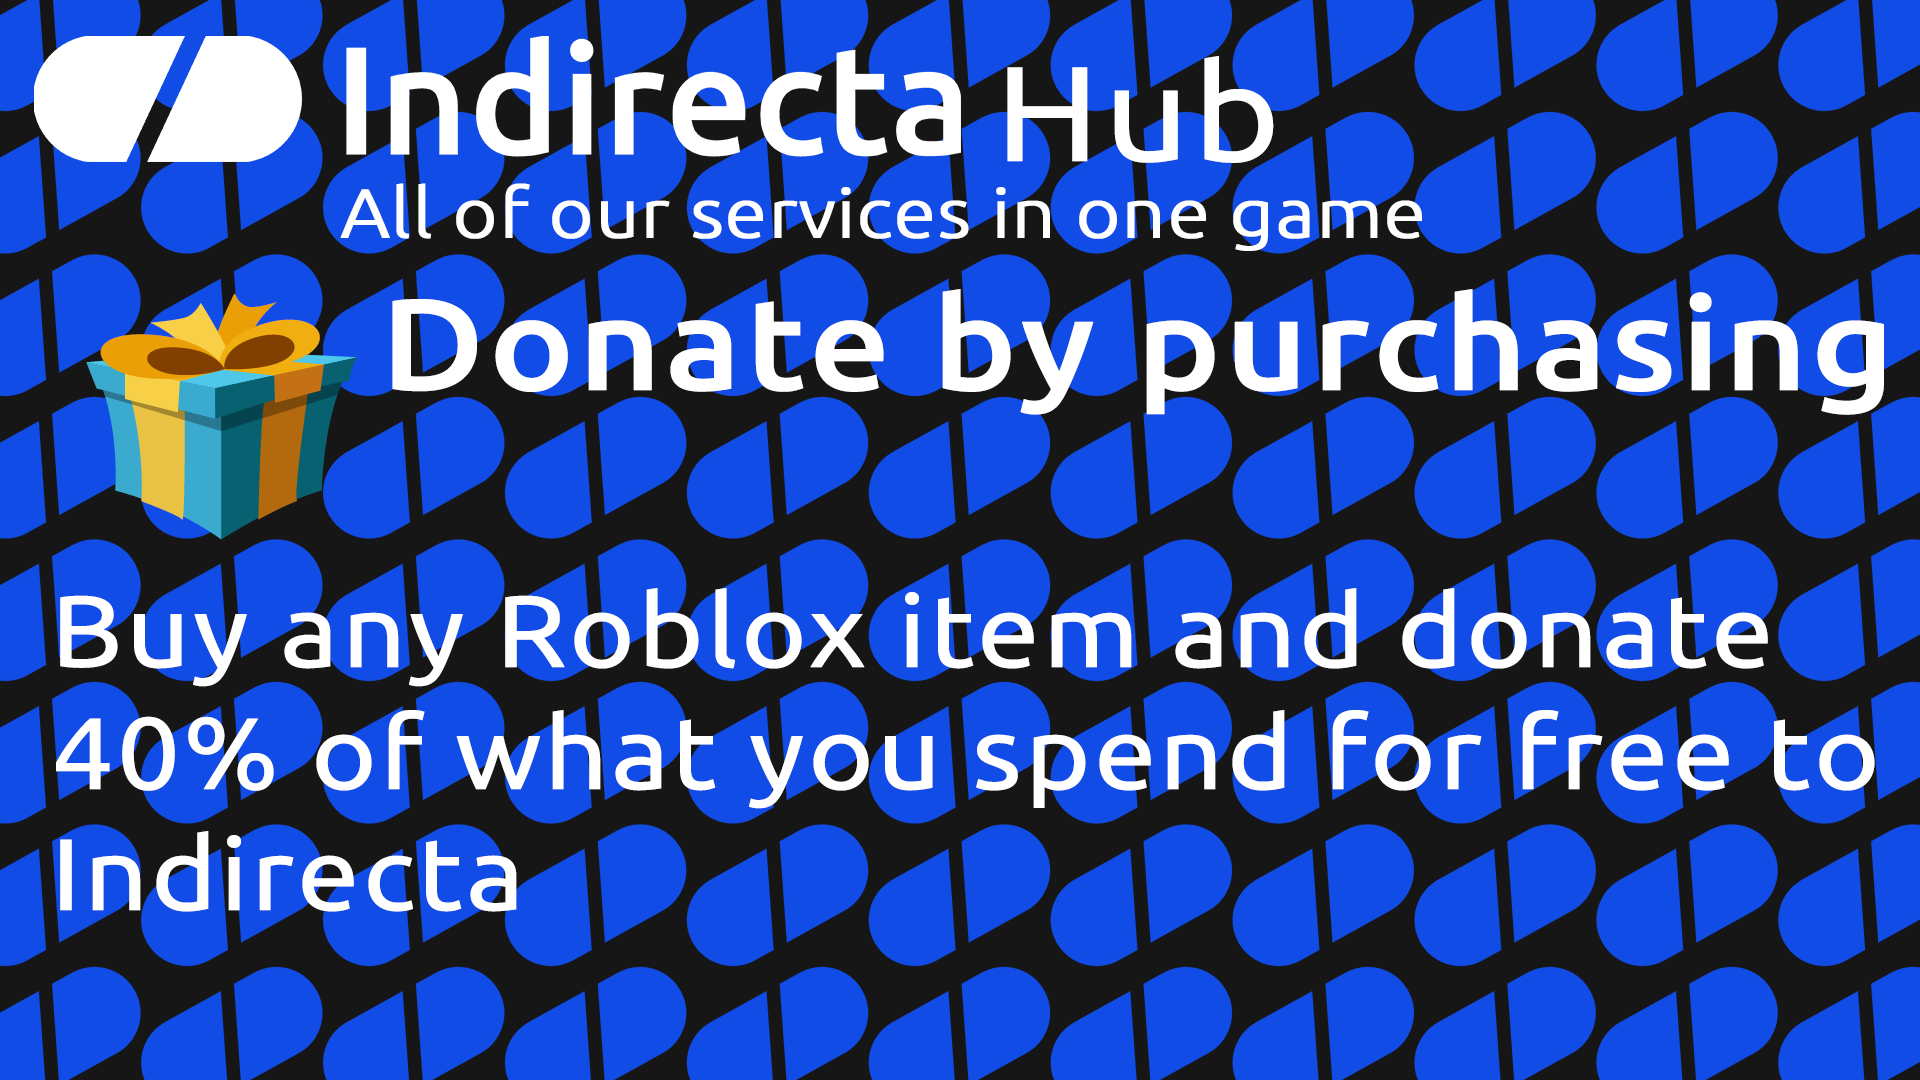 Indirecta Hub
All of our services in one game
Donate by purchasing
Buy any Roblox item and donate
40% of what you spend for free to
Indirecta